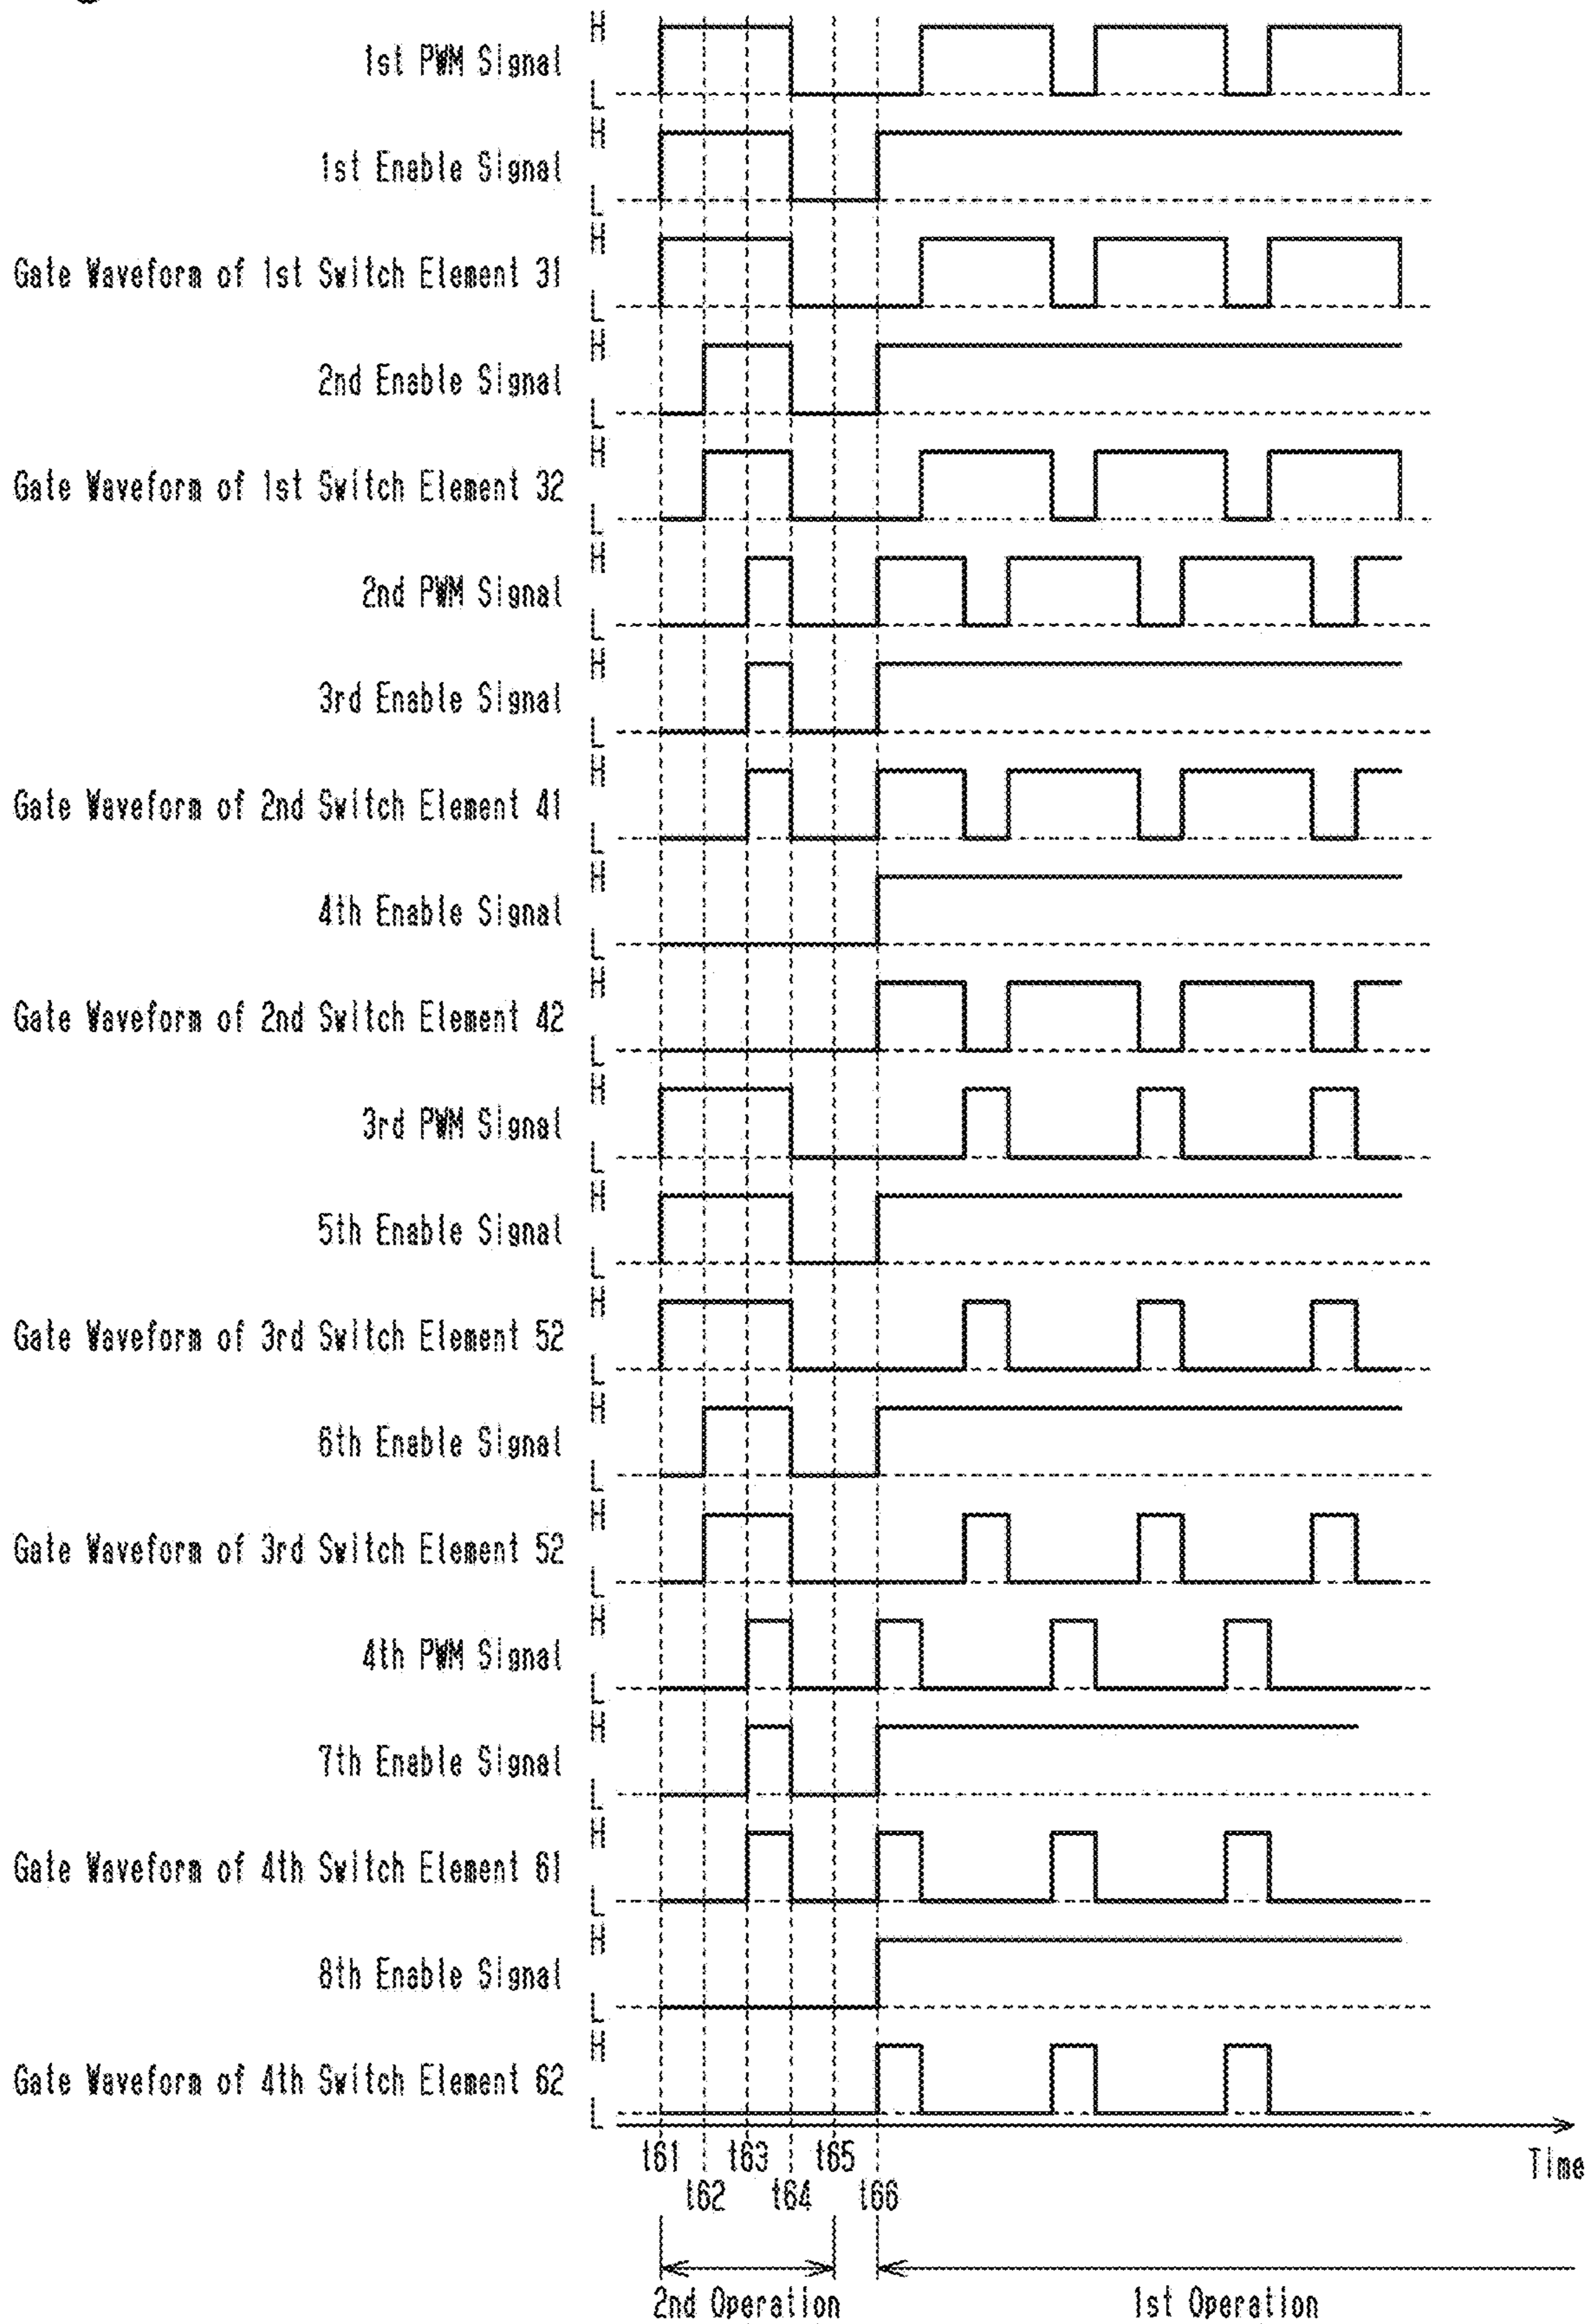 H
1st PWM Signal
L
H
1st Enable Signal
L
H
Gate Waveform of 1st Switch Element 31
L
H
2nd Enable Signal
L
H
Gate Waveform of 1st Switch Element 32
L
H
2nd PWM Signal
L
H
3rd Enable Signal
L
H
Gate Waveform of 2nd Switch Element 41
L
H
4th Enable Signal
L
H
Gate Waveform of 2nd Switch Element 42
L
H
3rd PWM Signal
L
H
5th Enable Signal
L
H
Gate Waveform of 3rd Switch Element 52
L
H
6th Enable Signal
L
H
Gate Waveform of 3rd Switch Element 52
L
H
4th PWM Signal
L
H
7th Enable Signal
L
H
Gate Waveform of 4th Switch Element 61
L
H
8th Enable Signal
L
H
Gate Waveform of 4th Switch Element 62
L
t61 t63 t65 Time
t62 t64 t66
2nd Operation 1st Operation